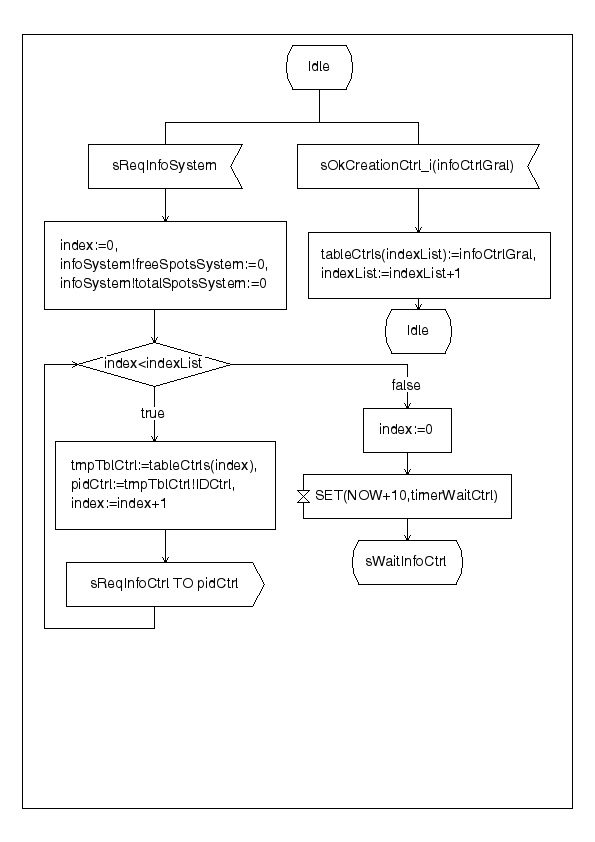 Idle
sReqInfoSystem
sOkCreationCtrl_i(infoCtrlGral)
index:=0,
infoSystem!freeSpotsSystem:=0,
infoSystem!totalSpotsSystem:=0
tableCtrls(indexList):=infoCtrlGral,
indexList:=indexList+1
Idle
index<indexList
false
true
index:=0
tmpTblCtrl:=tableCtrls(index),
pidCtrl:=tmpTblCtrl!IDCtrl,
index:=index+1
SET(NOW+10,timerWaitCtrl)
sWaitInfoCtrl
sReqInfoCtrl TO pidCtrl